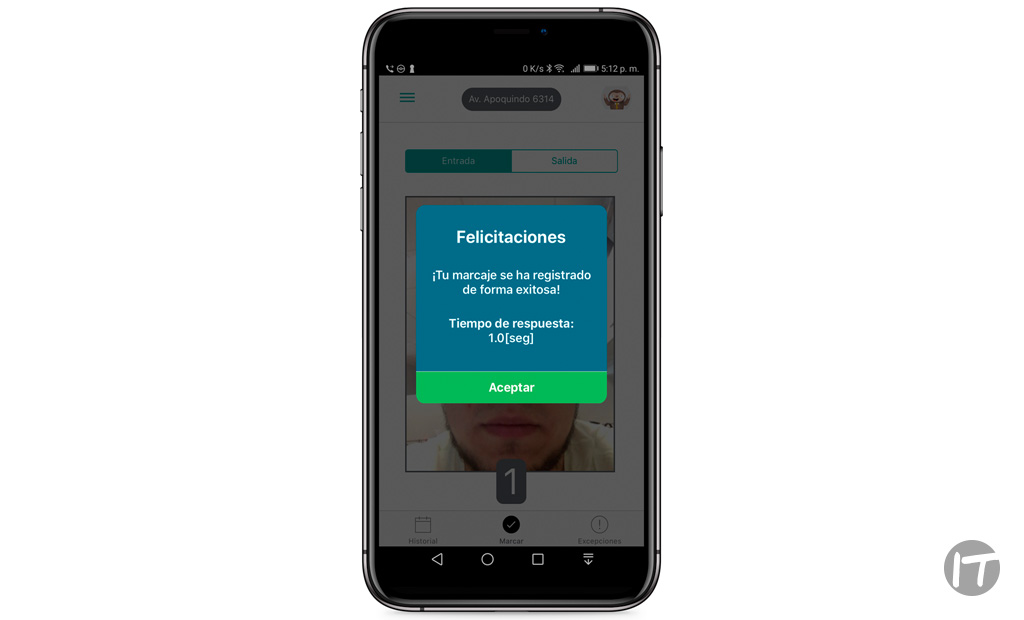 0 K/s 5:12 p. m.
Av. Apoquindo 6314
Entrada Salida
Felicitaciones
¡Tu marcaje se ha registrado
de forma exitosa!
Tiempo de respuesta:
1.0[seg]
Aceptar
1
Historial Marcar Excepciones
IT